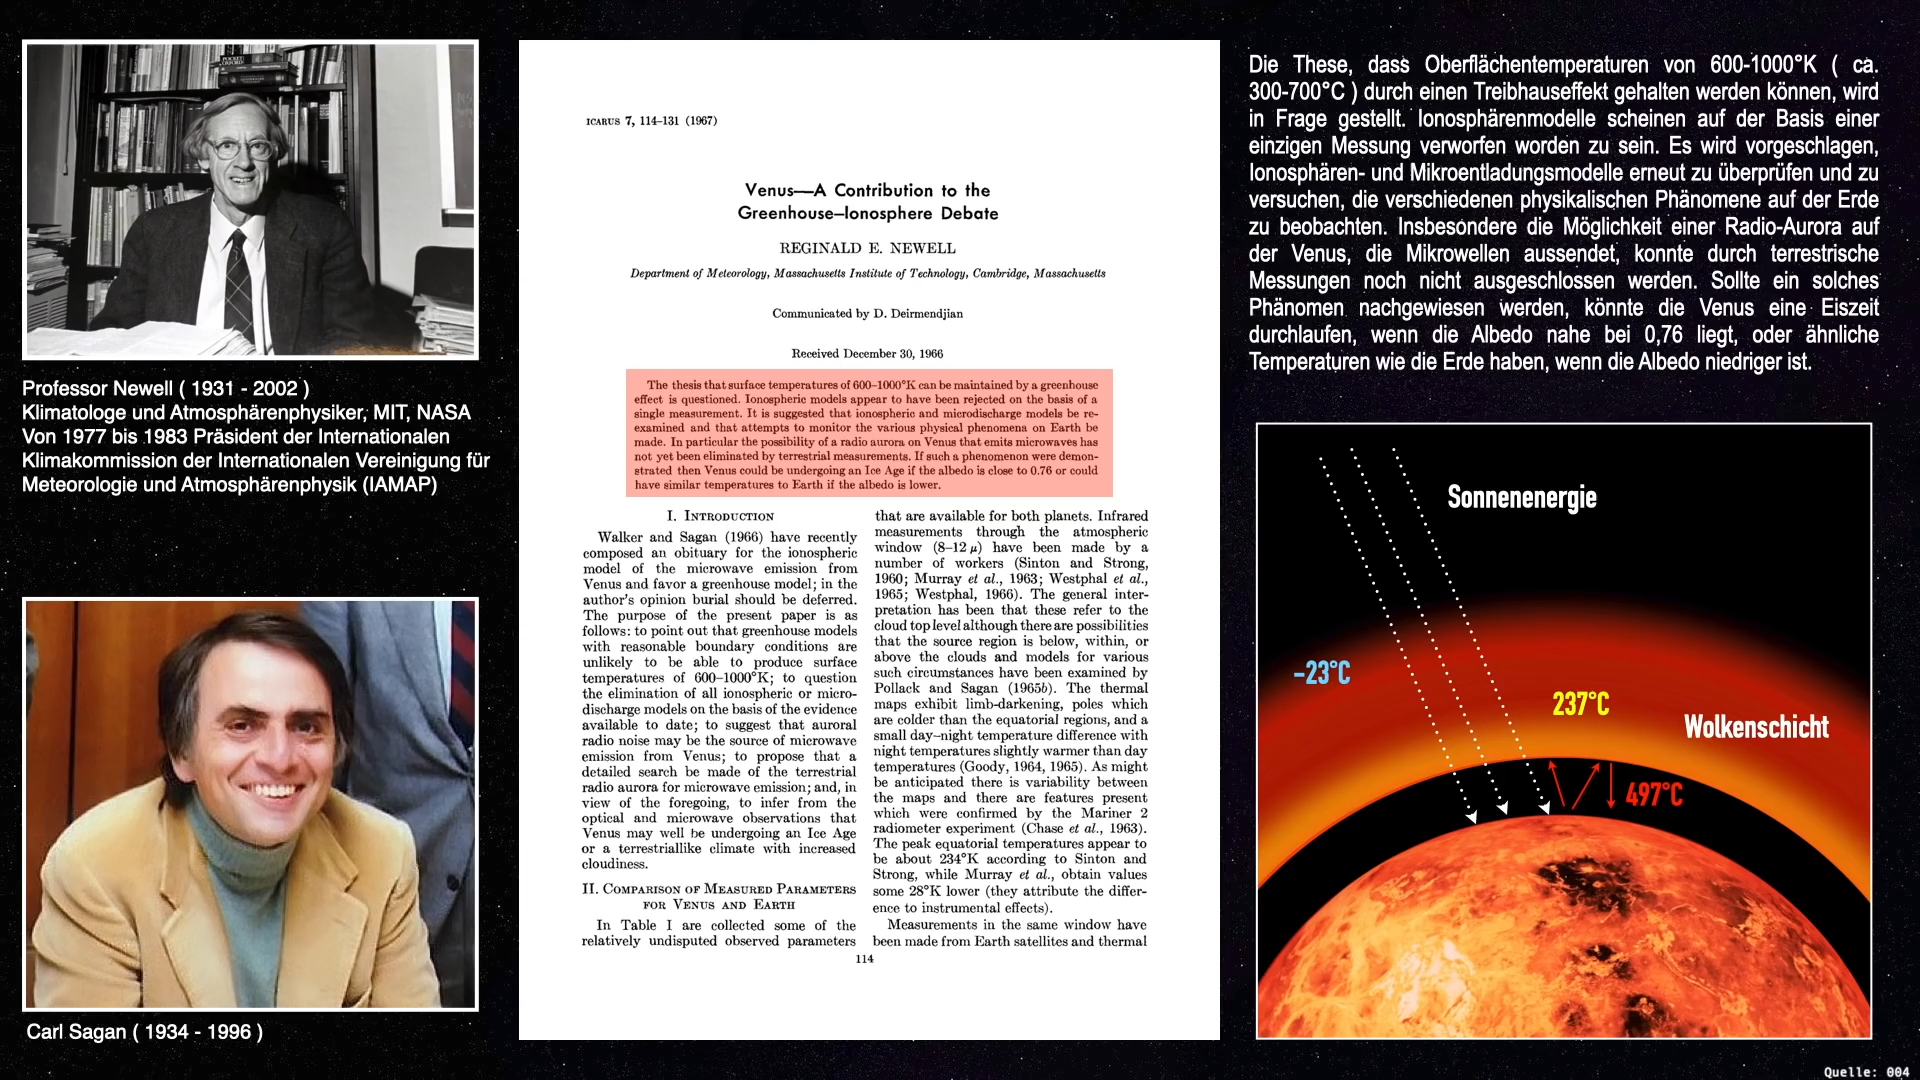 Professor Newell ( 1931 - 2002 )
Klimatologe und Atmosphärenphysiker, MIT, NASA
Von 1977 bis 1983 Präsident der Internationalen
Klimakommission der Internationalen Vereinigung für
Meteorologie und Atmosphärenphysik (IAMAP)
Carl Sagan ( 1934 - 1996 )
ICARUS 7, 114–131 (1967)
Venus—A Contribution to the
Greenhouse–Ionosphere Debate
REGINALD E. NEWELL
Department of Meteorology, Massachusetts Institute of Technology, Cambridge, Massachusetts
Communicated by D. Deirmendjian
Received December 30, 1966
The thesis that surface temperatures of 600–1000°K can be maintained by a greenhouse
effect is questioned. Ionospheric models appear to have been rejected on the basis of a
single measurement. It is suggested that ionospheric and microdischarge models be re-
examined and that attempts to monitor the various physical phenomena on Earth be
made. In particular the possibility of a radio aurora on Venus that emits microwaves has
not yet been eliminated by terrestrial measurements. If such a phenomenon were demon-
strated then Venus could be undergoing an Ice Age if the albedo is close to 0.76 or could
have similar temperatures to Earth if the albedo is lower.
I. INTRODUCTION
Walker and Sagan (1966) have recently
composed an obituary for the ionospheric
model of the microwave emission from
Venus and favor a greenhouse model; in the
author's opinion burial should be deferred.
The purpose of the present paper is as
follows: to point out that greenhouse models
with reasonable boundary conditions are
unlikely to be able to produce surface
temperatures of 600–1000°K; to question
the elimination of all ionospheric or micro-
discharge models on the basis of the evidence
available to date; to suggest that auroral
radio noise may be the source of microwave
emission from Venus; to propose that a
detailed search be made of the terrestrial
radio aurora for microwave emission; and, in
view of the foregoing, to infer from the
optical and microwave observations that
Venus may well be undergoing an Ice Age
or a terrestriallike climate with increased
cloudiness.
II. COMPARISON OF MEASURED PARAMETERS
FOR VENUS AND EARTH
In Table I are collected some of the
relatively undisputed observed parameters
that are available for both planets. Infrared
measurements through the atmospheric
window (8–12 μ) have been made by a
number of workers (Sinton and Strong,
1960; Murray et al., 1963; Westphal et al.,
1965; Westphal, 1966). The general inter-
pretation has been that these refer to the
cloud top level although there are possibilities
that the source region is below, within, or
above the clouds and models for various
such circumstances have been examined by
Pollack and Sagan (1965b). The thermal
maps exhibit limb-darkening, poles which
are colder than the equatorial regions, and a
small day–night temperature difference with
night temperatures slightly warmer than day
temperatures (Goody, 1964, 1965). As might
be anticipated there is variability between
the maps and there are features present
which were confirmed by the Mariner 2
radiometer experiment (Chase et al., 1963).
The peak equatorial temperatures appear to
be about 234°K according to Sinton and
Strong, while Murray et al., obtain values
some 28°K lower (they attribute the differ-
ence to instrumental effects).
Measurements in the same window have
been made from Earth satellites and thermal
114
Die These, dass Oberflächentemperaturen von 600-1000°K ( ca.
300-700°C ) durch einen Treibhauseffekt gehalten werden können, wird
in Frage gestellt. Ionosphärenmodelle scheinen auf der Basis einer
einzigen Messung verworfen worden zu sein. Es wird vorgeschlagen,
Ionosphären- und Mikroentladungsmodelle erneut zu überprüfen und zu
versuchen, die verschiedenen physikalischen Phänomene auf der Erde
zu beobachten. Insbesondere die Möglichkeit einer Radio-Aurora auf
der Venus, die Mikrowellen aussendet, konnte durch terrestrische
Messungen noch nicht ausgeschlossen werden. Sollte ein solches
Phänomen nachgewiesen werden, könnte die Venus eine Eiszeit
durchlaufen, wenn die Albedo nahe bei 0,76 liegt, oder ähnliche
Temperaturen wie die Erde haben, wenn die Albedo niedriger ist.
Sonnenenergie
-23°C
237°C
Wolkenschicht
497°C
Quelle: 004